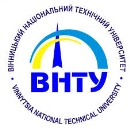 ВІННИЦЬКИЙ НАЦІОНАЛЬНИЙ ТЕХНІЧНИЙ УНІВЕРСИТЕТ
ВНТУ
VINNYTSIA NATIONAL TECHNICAL UNIVERSITY